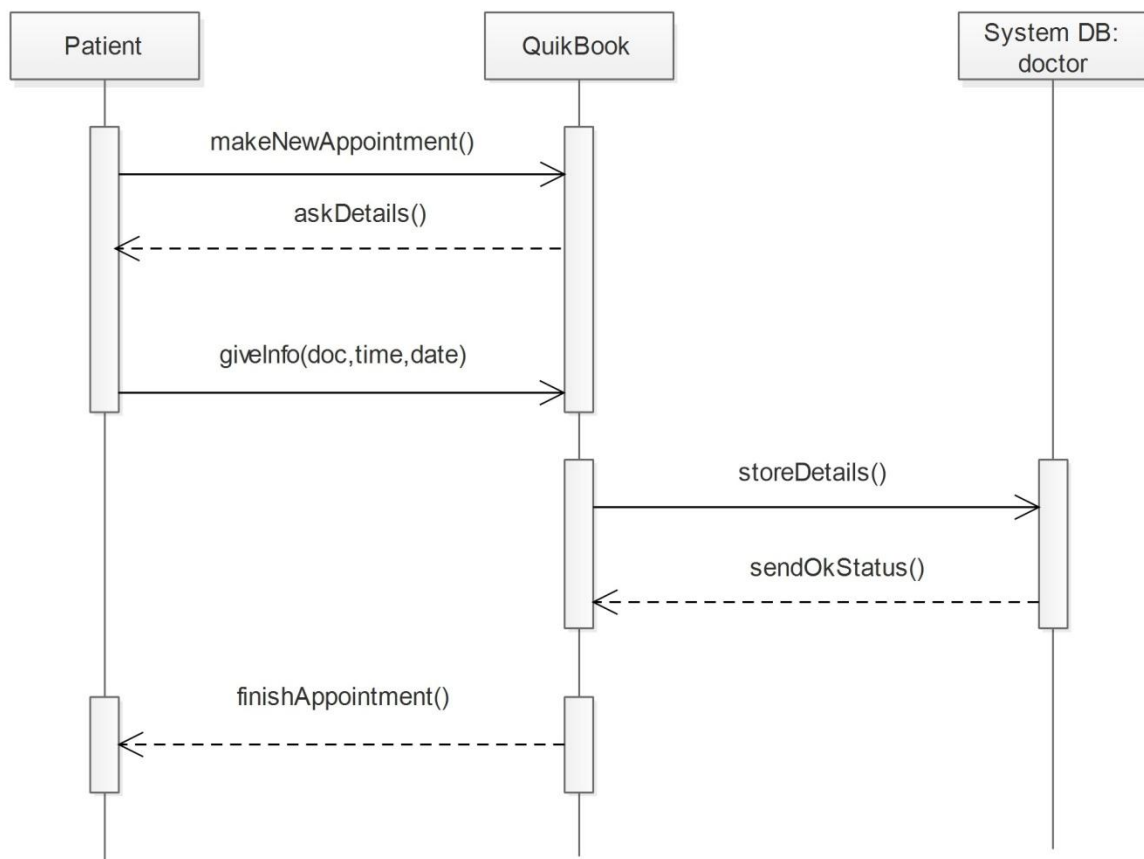 Patient
QuikBook
System DB:
doctor
makeNewAppointment()
askDetails()
giveInfo(doc,time,date)
storeDetails()
sendOkStatus()
finishAppointment()